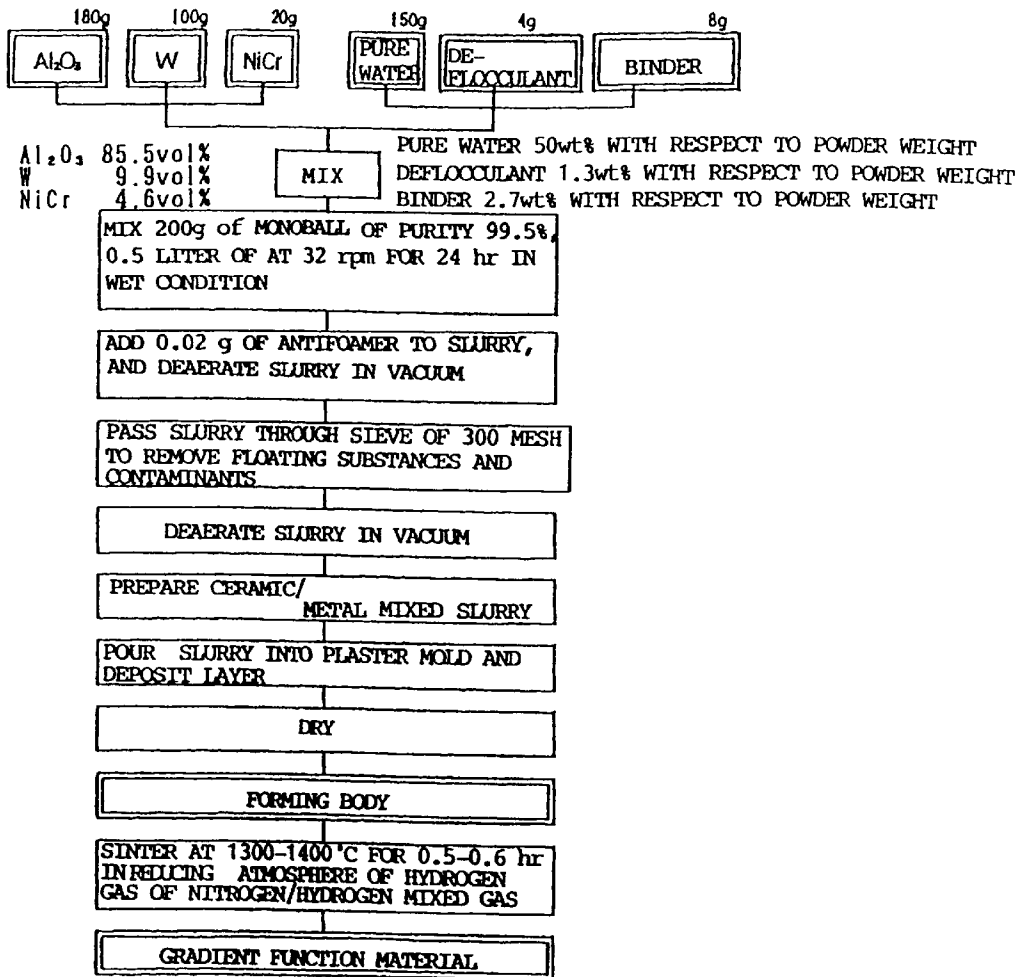 180g 100g 20g 150g 4g 8g
Al₂O₃ W NiCr PURE WATER DE-FLOCCULANT BINDER
Al₂O₃ 85.5vol%
W 9.9vol%
NiCr 4.6vol%
MIX
PURE WATER 50wt% WITH RESPECT TO POWDER WEIGHT
DEFLOCCULANT 1.3wt% WITH RESPECT TO POWDER WEIGHT
BINDER 2.7wt% WITH RESPECT TO POWDER WEIGHT
MIX 200g of MONOBALL OF PURITY 99.5%,
0.5 LITER OF AT 32 rpm FOR 24 hr IN
WET CONDITION
ADD 0.02 g OF ANTIFOAMER TO SLURRY,
AND DEAERATE SLURRY IN VACUUM
PASS SLURRY THROUGH SIEVE OF 300 MESH
TO REMOVE FLOATING SUBSTANCES AND
CONTAMINANTS
DEAERATE SLURRY IN VACUUM
PREPARE CERAMIC/
METAL MIXED SLURRY
POUR SLURRY INTO PLASTER MOLD AND
DEPOSIT LAYER
DRY
FORMING BODY
SINTER AT 1300-1400°C FOR 0.5-0.6 hr
IN REDUCING ATMOSPHERE OF HYDROGEN
GAS OF NITROGEN/HYDROGEN MIXED GAS
GRADIENT FUNCTION MATERIAL